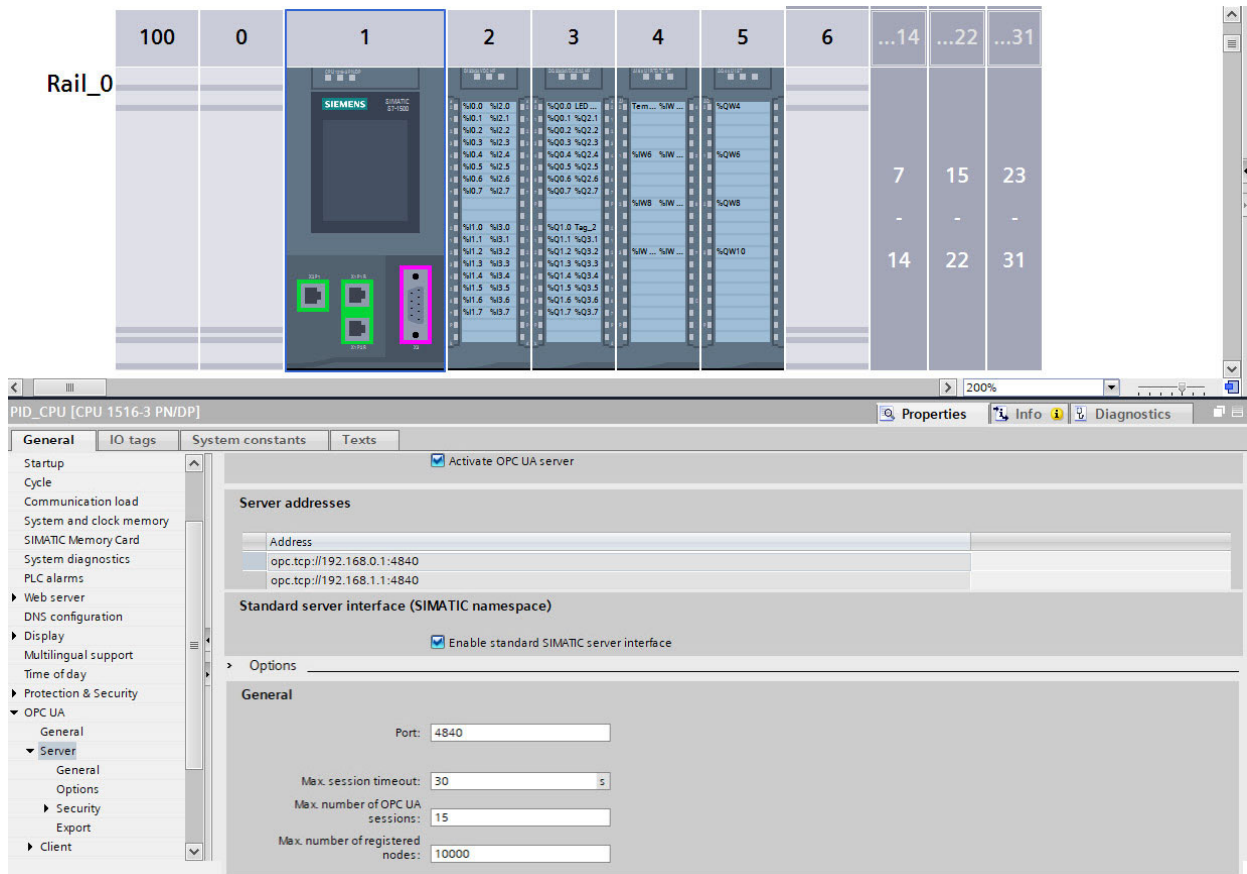 100 0 1 2 3 4 5 6 ...14 ...22 ...31
Rail_0
SIEMENS SIMATIC
S7-1500
%I0.0 %I2.0 %Q0.0 LED ... Tem... %IW ... %QW4
%I0.1 %I2.1 %Q0.1 %Q2.1
%I0.2 %I2.2 %Q0.2 %Q2.2
%I0.3 %I2.3 %Q0.3 %Q2.3
%I0.4 %I2.4 %Q0.4 %Q2.4 %IW6 %IW ... %QW6
%I0.5 %I2.5 %Q0.5 %Q2.5
%I0.6 %I2.6 %Q0.6 %Q2.6
%I0.7 %I2.7 %Q0.7 %Q2.7
7 15 23
%IW8 %IW ... %QW8
- - -
%I1.0 %I3.0 %Q1.0 Tag_2
%I1.1 %I3.1 %Q1.1 %Q3.1
%I1.2 %I3.2 %Q1.2 %Q3.2 %IW ... %IW ... %QW10
14 22 31
%I1.3 %I3.3 %Q1.3 %Q3.3
%I1.4 %I3.4 %Q1.4 %Q3.4
%I1.5 %I3.5 %Q1.5 %Q3.5
%I1.6 %I3.6 %Q1.6 %Q3.6
%I1.7 %I3.7 %Q1.7 %Q3.7
200%
PID_CPU [CPU 1516-3 PN/DP]
Properties Info Diagnostics
General IO tags System constants Texts
Startup
Cycle
Communication load
System and clock memory
SIMATIC Memory Card
System diagnostics
PLC alarms
Web server
DNS configuration
Display
Multilingual support
Time of day
Protection & Security
OPC UA
General
Server
General
Options
Security
Export
Client
Activate OPC UA server
Server addresses
Address
opc.tcp://192.168.0.1:4840
opc.tcp://192.168.1.1:4840
Standard server interface (SIMATIC namespace)
Enable standard SIMATIC server interface
Options
General
Port: 4840
Max. session timeout: 30 s
Max. number of OPC UA
sessions: 15
Max. number of registered
nodes: 10000